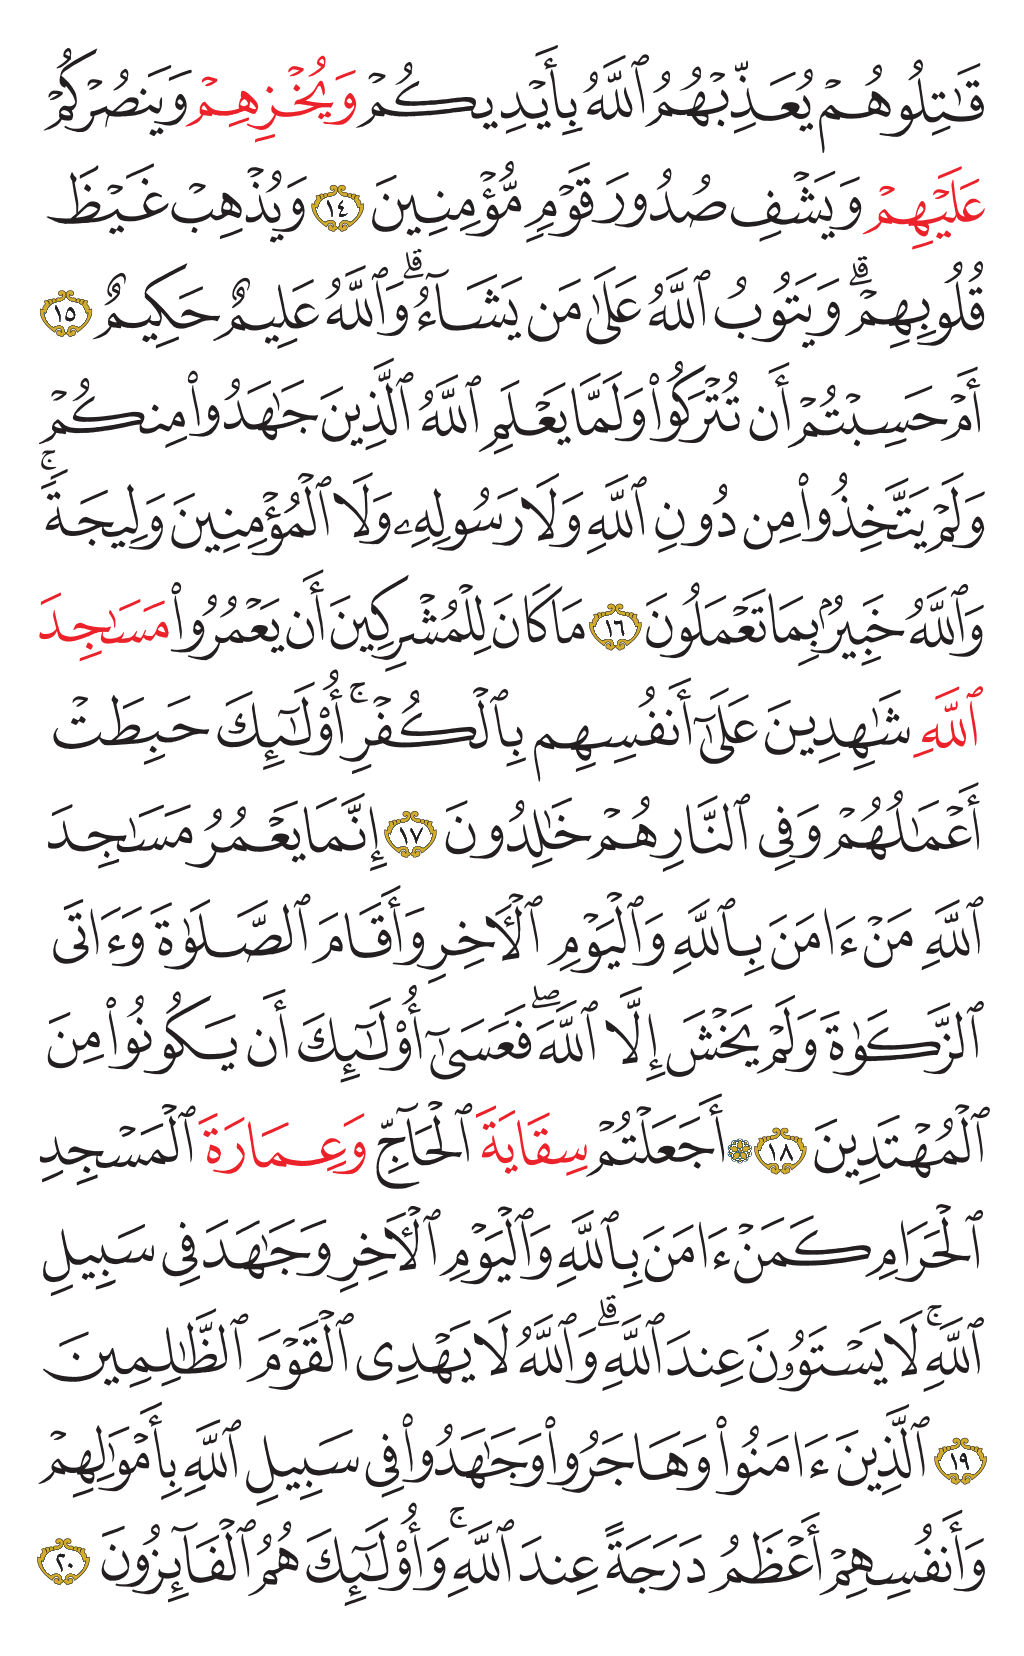 قَٰتِلُوهُمۡ يُعَذِّبۡهُمُ ٱللَّهُ بِأَيۡدِيكُمۡ وَيُخۡزِهِمۡ وَيَنصُرۡكُمۡ
عَلَيۡهِمۡ وَيَشۡفِ صُدُورَ قَوۡمٖ مُّؤۡمِنِينَ ١٤ وَيُذۡهِبۡ غَيۡظَ
قُلُوبِهِمۡۗ وَيَتُوبُ ٱللَّهُ عَلَىٰ مَن يَشَآءُۗ وَٱللَّهُ عَلِيمٌ حَكِيمٌ ١٥
أَمۡ حَسِبۡتُمۡ أَن تُتۡرَكُواْ وَلَمَّا يَعۡلَمِ ٱللَّهُ ٱلَّذِينَ جَٰهَدُواْ مِنكُمۡ
وَلَمۡ يَتَّخِذُواْ مِن دُونِ ٱللَّهِ وَلَا رَسُولِهِۦ وَلَا ٱلۡمُؤۡمِنِينَ وَلِيجَةٗۚ
وَٱللَّهُ خَبِيرُۢ بِمَا تَعۡمَلُونَ ١٦ مَا كَانَ لِلۡمُشۡرِكِينَ أَن يَعۡمُرُواْ مَسَٰجِدَ
ٱللَّهِ شَٰهِدِينَ عَلَىٰٓ أَنفُسِهِم بِٱلۡكُفۡرِۚ أُوْلَٰٓئِكَ حَبِطَتۡ
أَعۡمَٰلُهُمۡ وَفِي ٱلنَّارِ هُمۡ خَٰلِدُونَ ١٧ إِنَّمَا يَعۡمُرُ مَسَٰجِدَ
ٱللَّهِ مَنۡ ءَامَنَ بِٱللَّهِ وَٱلۡيَوۡمِ ٱلۡأٓخِرِ وَأَقَامَ ٱلصَّلَوٰةَ وَءَاتَى
ٱلزَّكَوٰةَ وَلَمۡ يَخۡشَ إِلَّا ٱللَّهَۖ فَعَسَىٰٓ أُوْلَٰٓئِكَ أَن يَكُونُواْ مِنَ
ٱلۡمُهۡتَدِينَ ١٨ ۞ أَجَعَلۡتُمۡ سِقَايَةَ ٱلۡحَآجِّ وَعِمَارَةَ ٱلۡمَسۡجِدِ
ٱلۡحَرَامِ كَمَنۡ ءَامَنَ بِٱللَّهِ وَٱلۡيَوۡمِ ٱلۡأٓخِرِ وَجَٰهَدَ فِي سَبِيلِ
ٱللَّهِۚ لَا يَسۡتَوُۥنَ عِندَ ٱللَّهِۗ وَٱللَّهُ لَا يَهۡدِي ٱلۡقَوۡمَ ٱلظَّٰلِمِينَ
١٩ ٱلَّذِينَ ءَامَنُواْ وَهَاجَرُواْ وَجَٰهَدُواْ فِي سَبِيلِ ٱللَّهِ بِأَمۡوَٰلِهِمۡ
وَأَنفُسِهِمۡ أَعۡظَمُ دَرَجَةً عِندَ ٱللَّهِۚ وَأُوْلَٰٓئِكَ هُمُ ٱلۡفَآئِزُونَ ٢٠